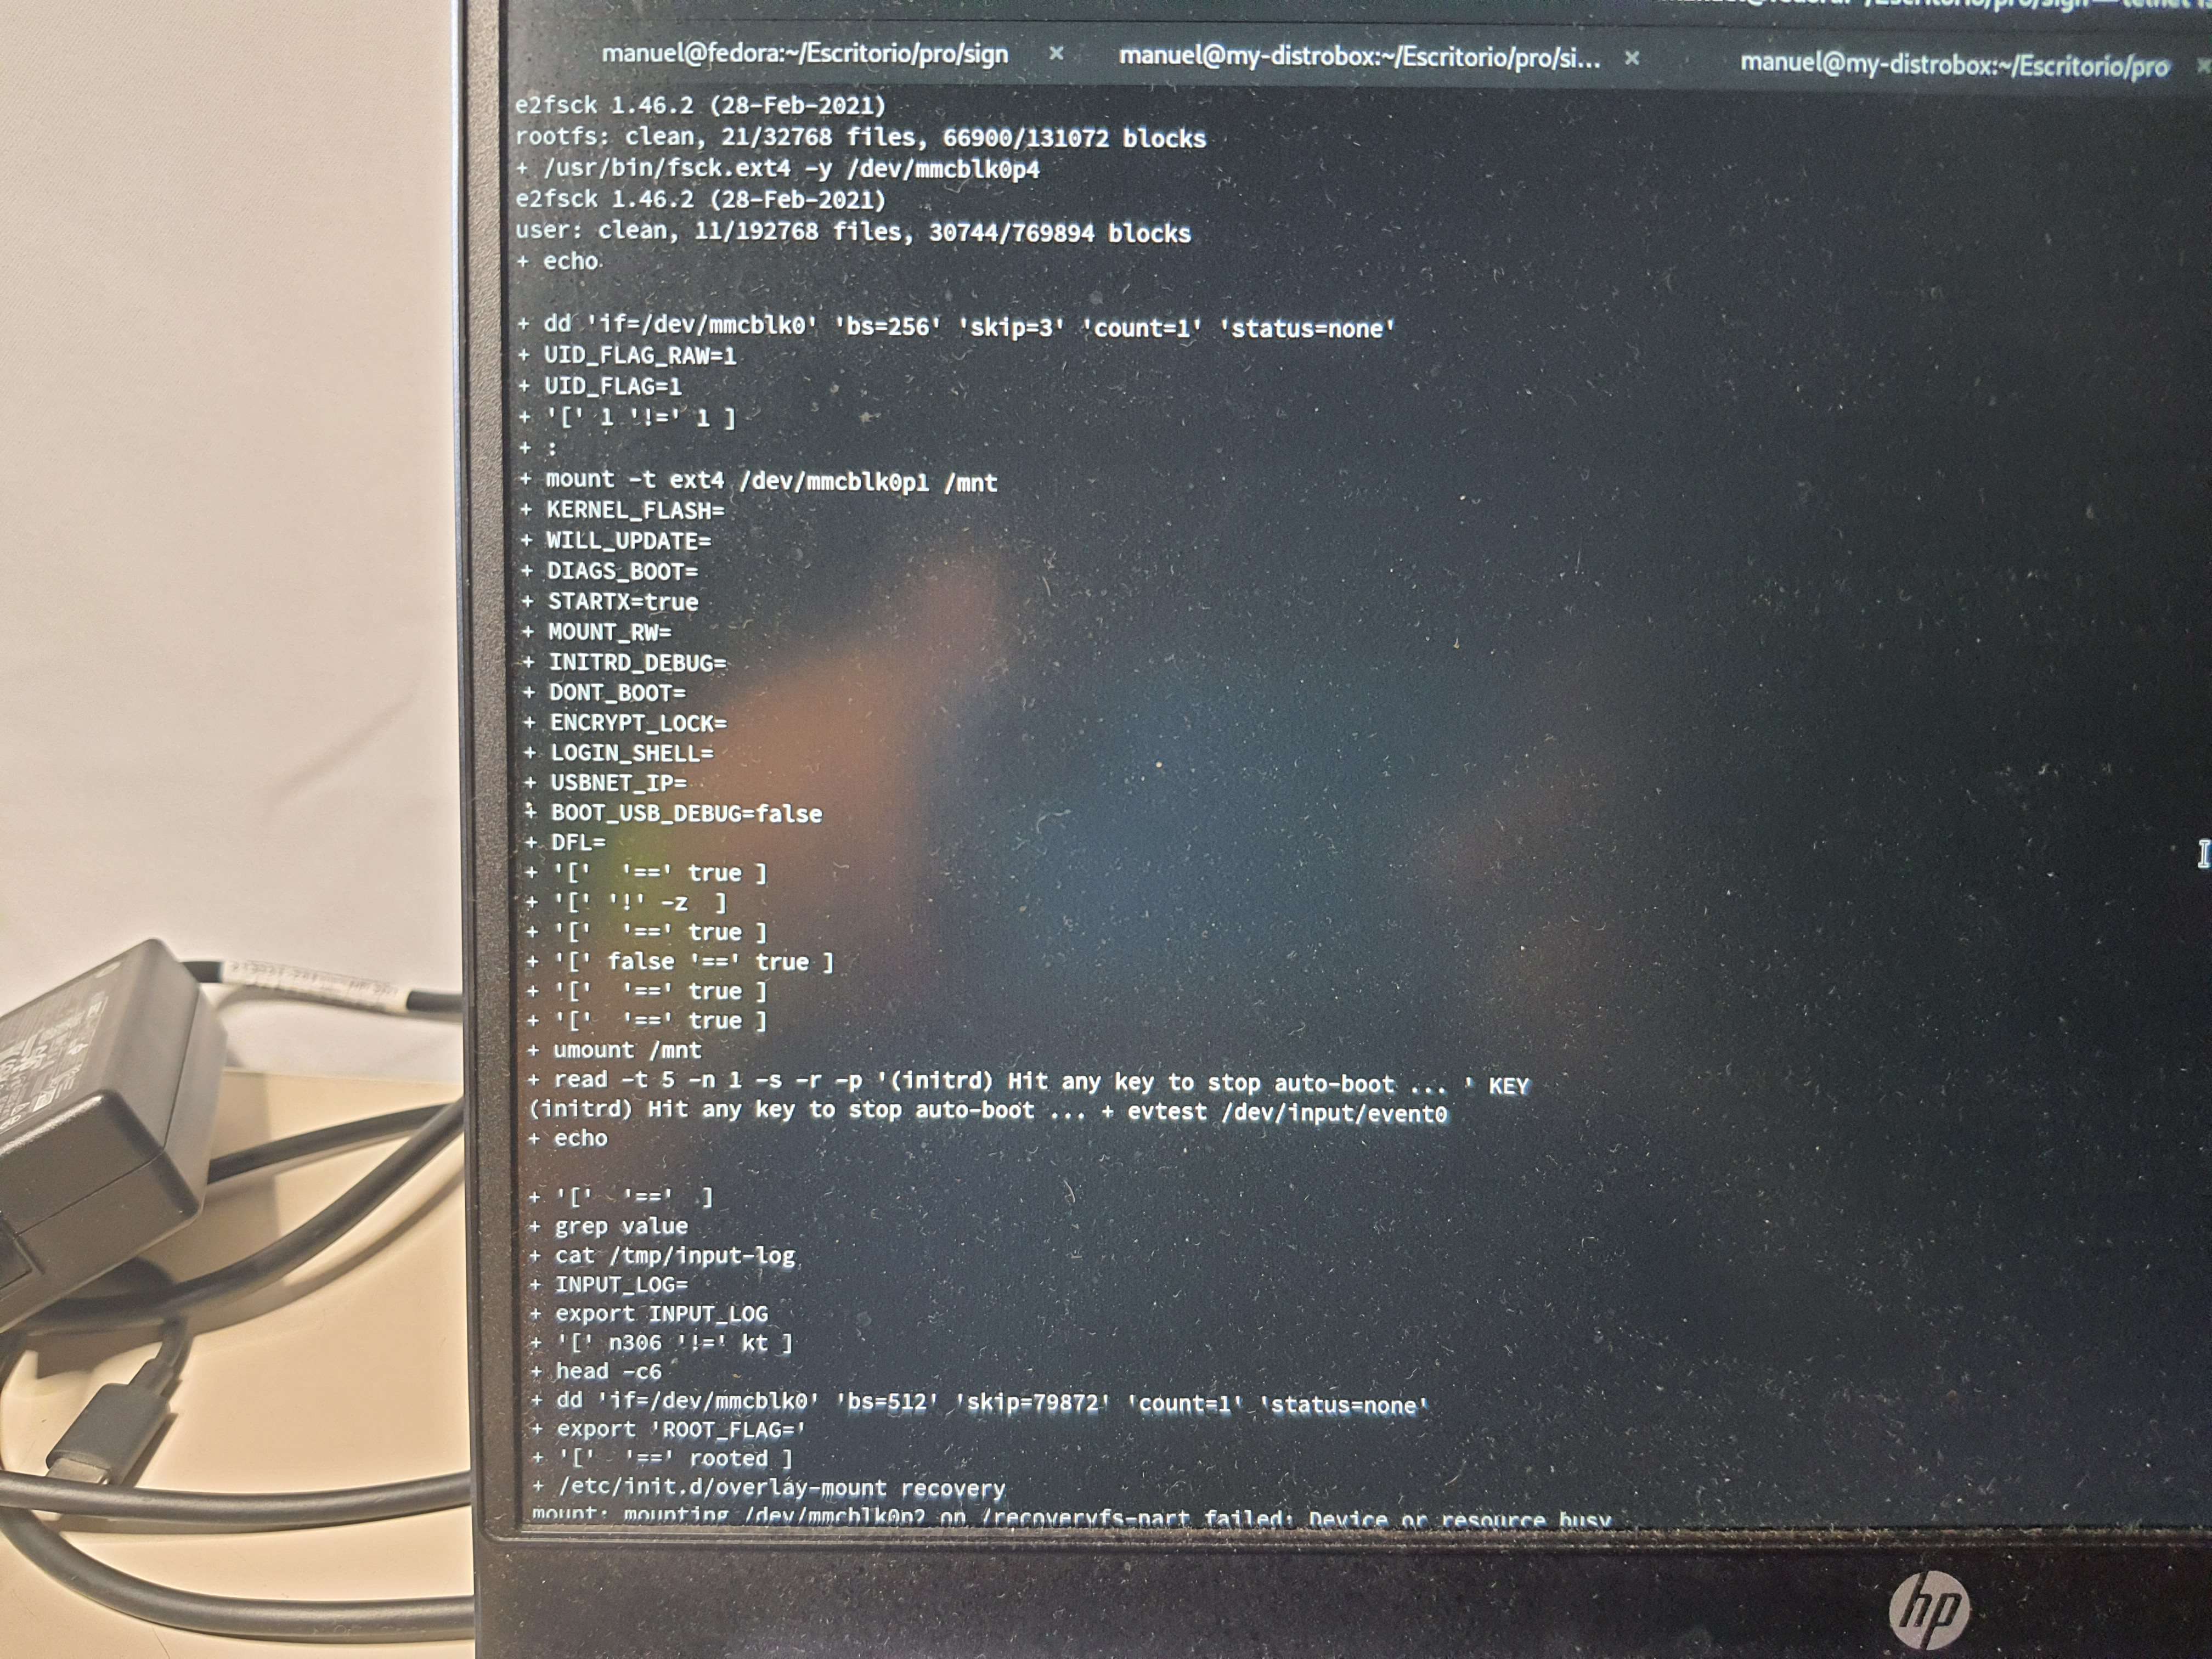 manuel@fedora:~/Escritorio/pro/sign × manuel@my-distrobox:~/Escritorio/pro/si... × manuel@my-distrobox:~/Escritorio/pro ×
e2fsck 1.46.2 (28-Feb-2021)
rootfs: clean, 21/32768 files, 66900/131072 blocks
+ /usr/bin/fsck.ext4 -y /dev/mmcblk0p4
e2fsck 1.46.2 (28-Feb-2021)
user: clean, 11/192768 files, 30744/769894 blocks
+ echo
+ dd 'if=/dev/mmcblk0' 'bs=256' 'skip=3' 'count=1' 'status=none'
+ UID_FLAG_RAW=1
+ UID_FLAG=1
+ '[' 1 '!=' 1 ]
+ :
+ mount -t ext4 /dev/mmcblk0p1 /mnt
+ KERNEL_FLASH=
+ WILL_UPDATE=
+ DIAGS_BOOT=
+ STARTX=true
+ MOUNT_RW=
+ INITRD_DEBUG=
+ DONT_BOOT=
+ ENCRYPT_LOCK=
+ LOGIN_SHELL=
+ USBNET_IP=
+ BOOT_USB_DEBUG=false
+ DFL=
+ '['  '==' true ]
+ '[' '!' -z  ]
+ '['  '==' true ]
+ '[' false '==' true ]
+ '['  '==' true ]
+ '['  '==' true ]
+ umount /mnt
+ read -t 5 -n 1 -s -r -p '(initrd) Hit any key to stop auto-boot ... ' KEY
(initrd) Hit any key to stop auto-boot ... + evtest /dev/input/event0
+ echo
+ '['  '=='  ]
+ grep value
+ cat /tmp/input-log
+ INPUT_LOG=
+ export INPUT_LOG
+ '[' n306 '!=' kt ]
+ head -c6
+ dd 'if=/dev/mmcblk0' 'bs=512' 'skip=79872' 'count=1' 'status=none'
+ export 'ROOT_FLAG='
+ '['  '==' rooted ]
+ /etc/init.d/overlay-mount recovery
mount: mounting /dev/mmcblk0p2 on /recoveryfs-part failed: Device or resource busy
hp